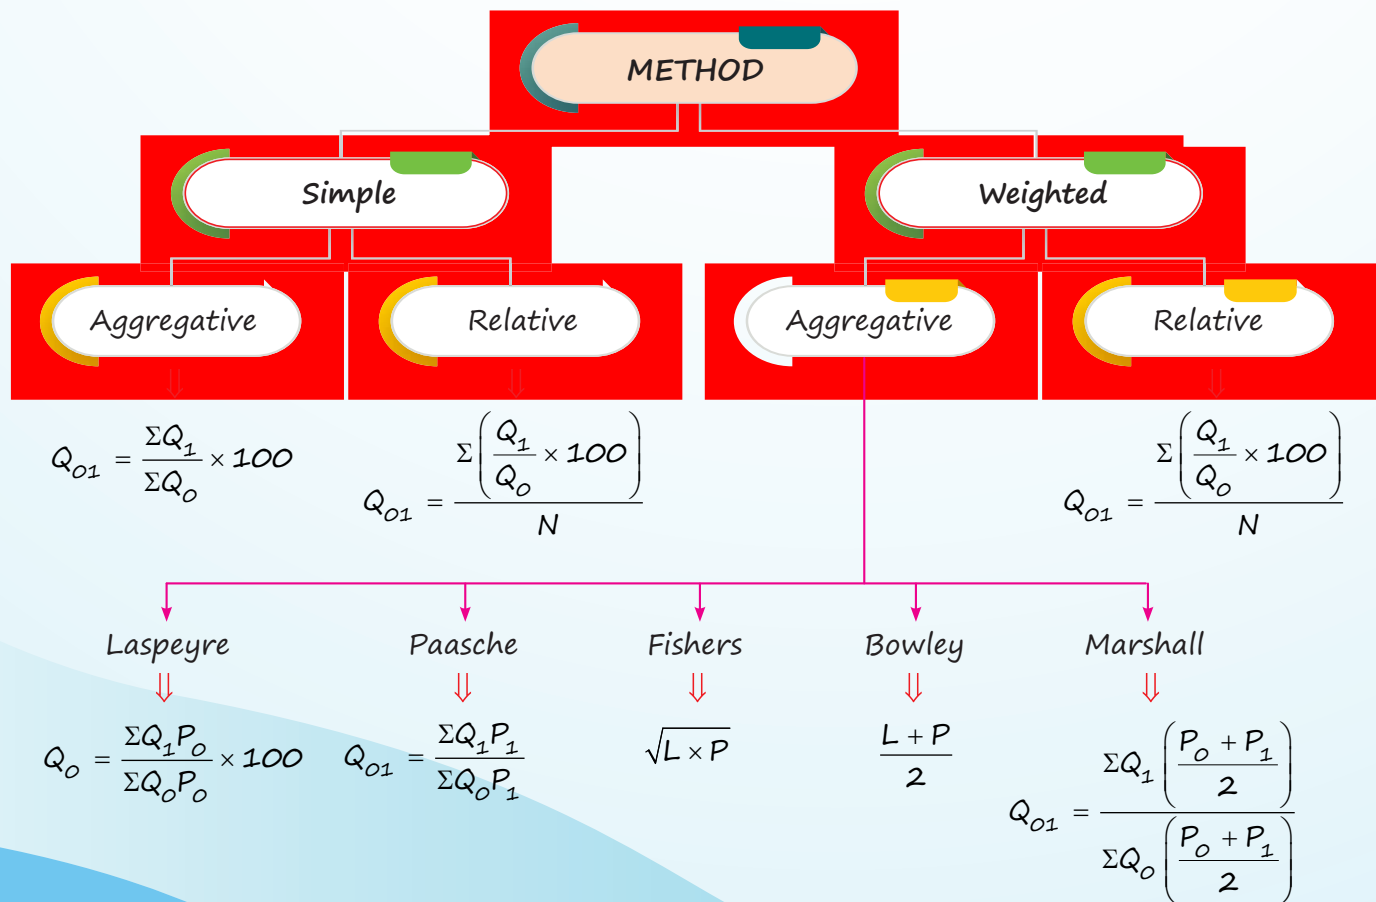 METHOD
Simple
Weighted
Aggregative
Relative
Aggregative
Relative
Q₀₁ = ΣQ₁/ΣQ₀ × 100
Q₀₁ = Σ(Q₁/Q₀ × 100)/N
Q₀₁ = Σ(Q₁/Q₀ × 100)/N
Laspeyre
Paasche
Fishers
Bowley
Marshall
Q₀ = ΣQ₁P₀/ΣQ₀P₀ × 100
Q₀₁ = ΣQ₁P₁/ΣQ₀P₁
√(L × P)
(L + P)/2
Q₀₁ = ΣQ₁((P₀ + P₁)/2)/ΣQ₀((P₀ + P₁)/2)